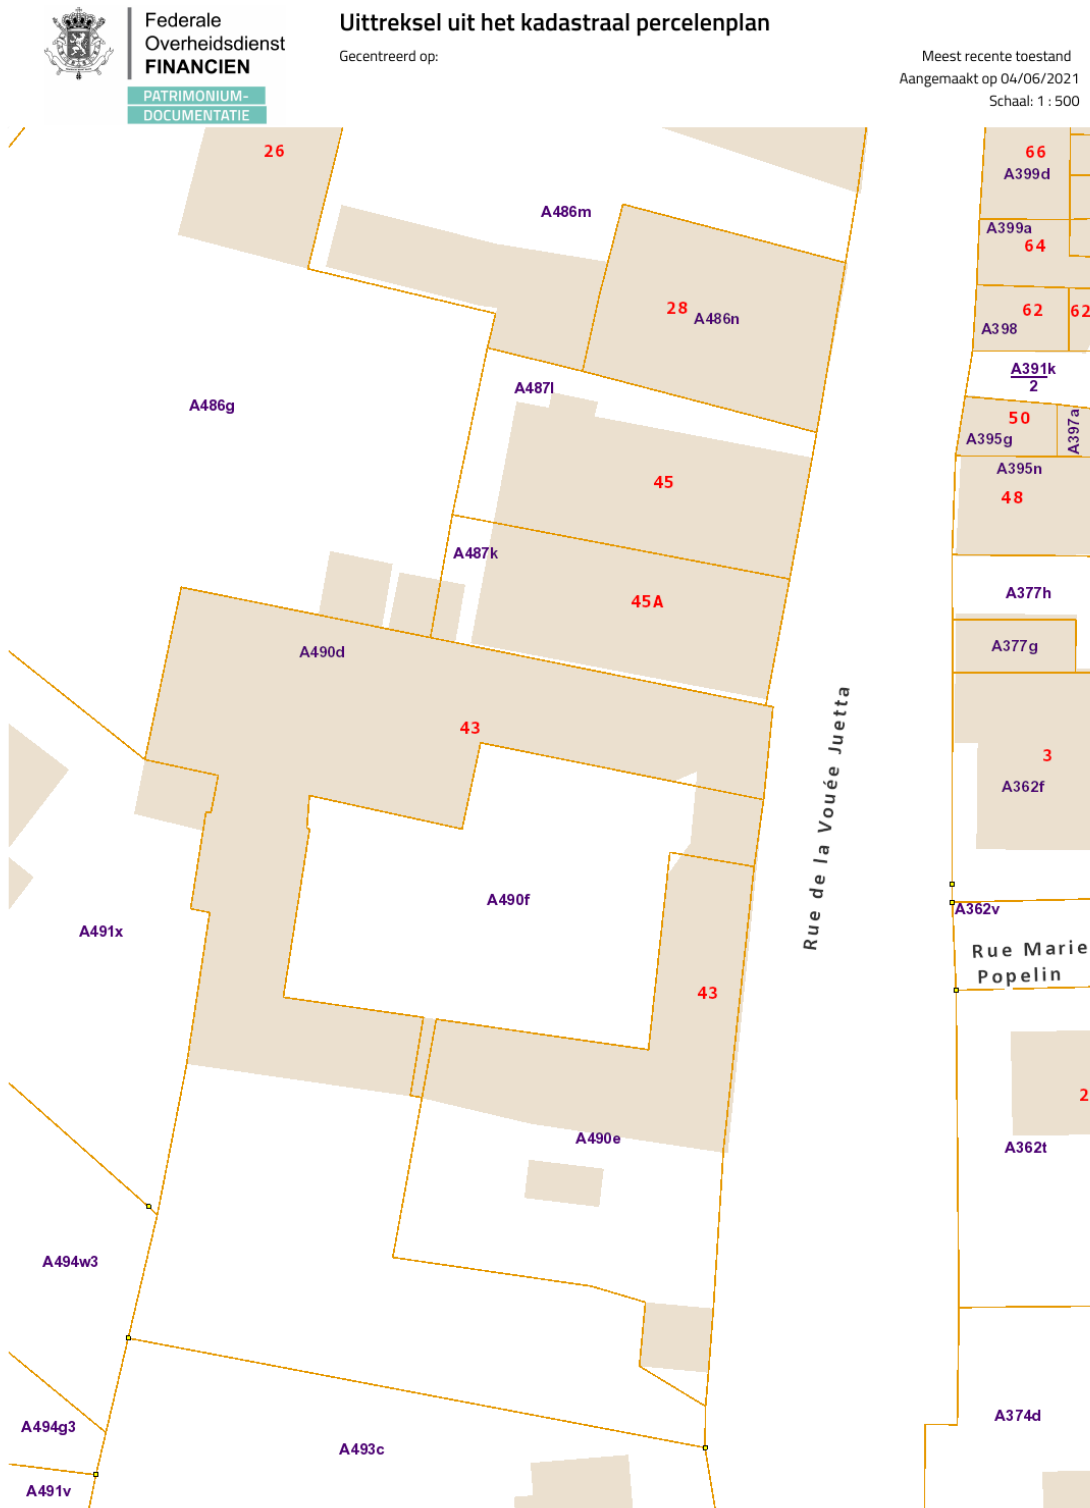 Federale
Overheidsdienst
FINANCIEN
PATRIMONIUM-
DOCUMENTATIE
Uittreksel uit het kadastraal percelenplan
Gecentreerd op:
Meest recente toestand
Aangemaakt op 04/06/2021
Schaal: 1 : 500
26
66
A399d
A486m
A399a
64
28
A486n
62
62
A398
A391k
2
A487l
A486g
50
A397a
A395g
A395n
45
48
A487k
A377h
45A
A490d
A377g
43
3
A362f
Rue de la Vouée Juetta
A490f
A362v
A491x
Rue Marie
Popelin
43
2
A490e
A362t
A494w3
A374d
A494g3
A493c
A491v